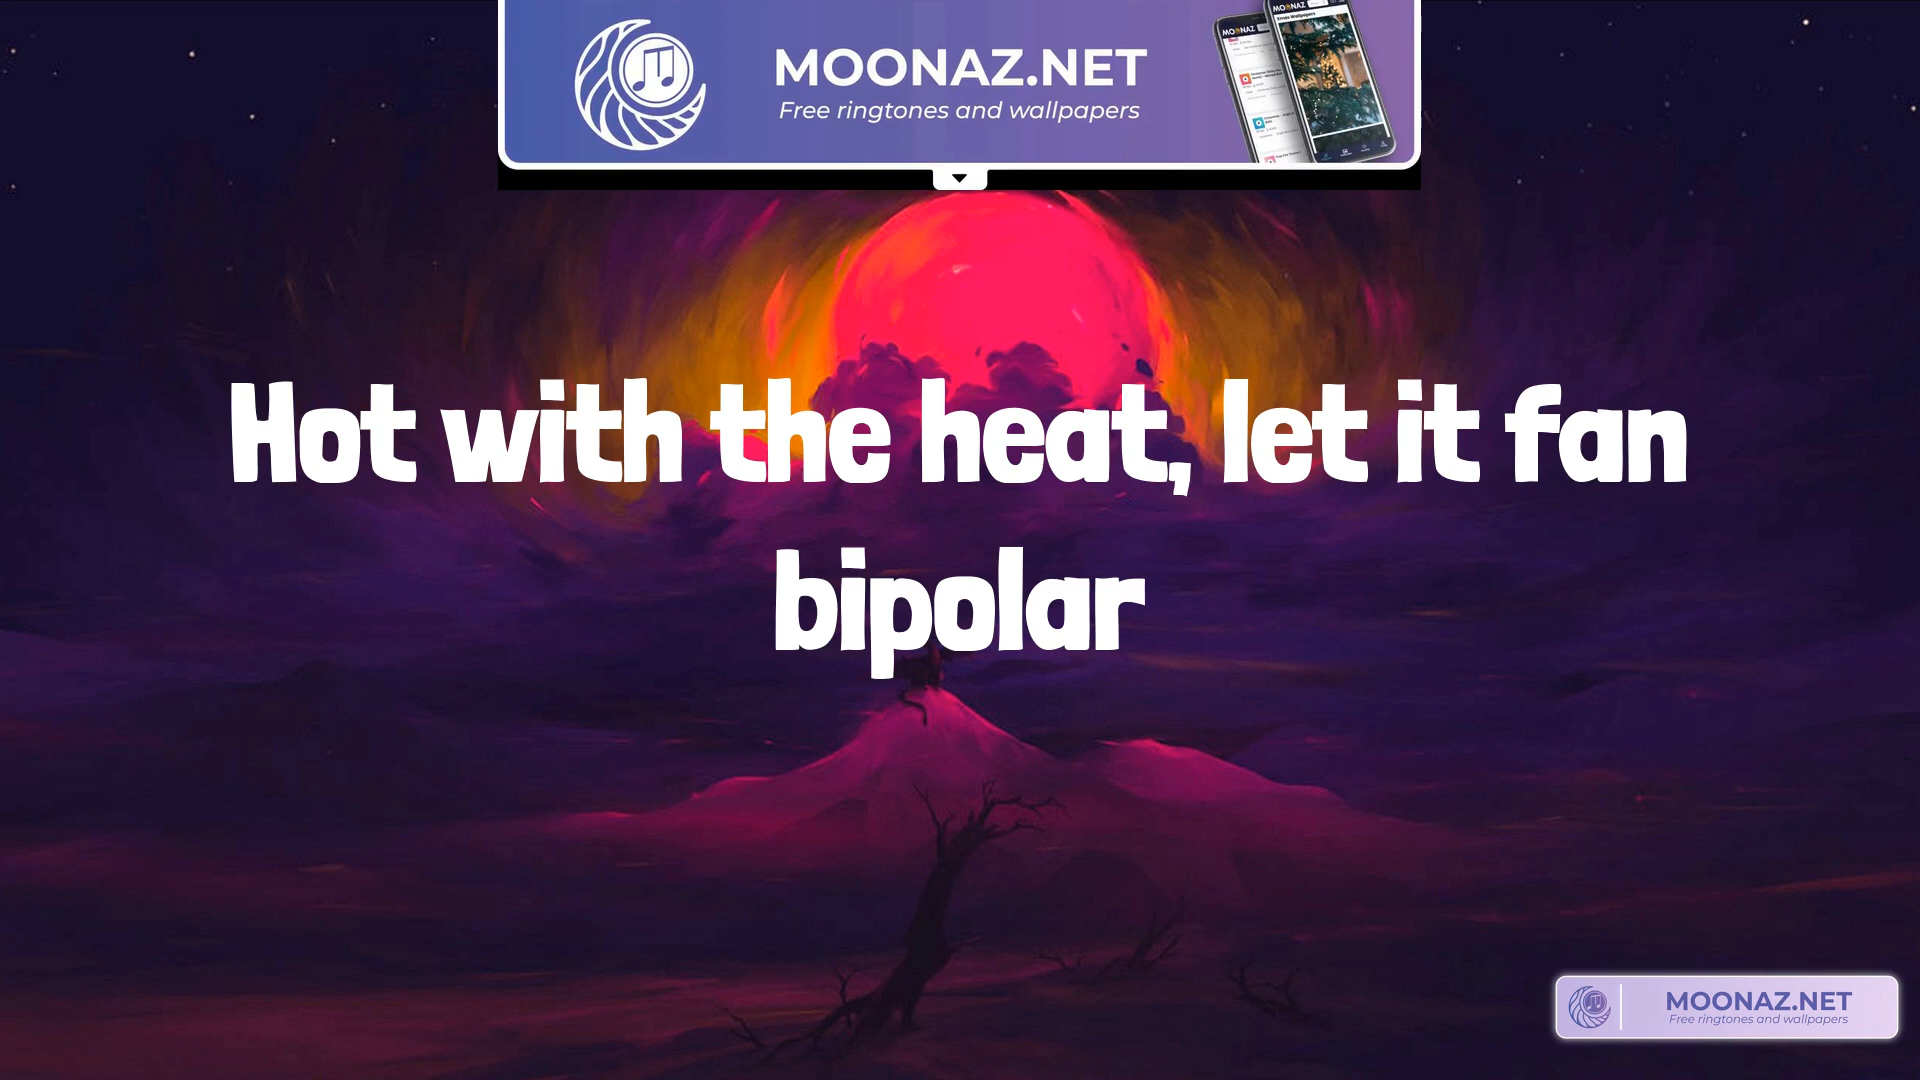 MOONAZ.NET
Free ringtones and wallpapers
Hot with the heat, let it fan
bipolar
MOONAZ.NET
Free ringtones and wallpapers